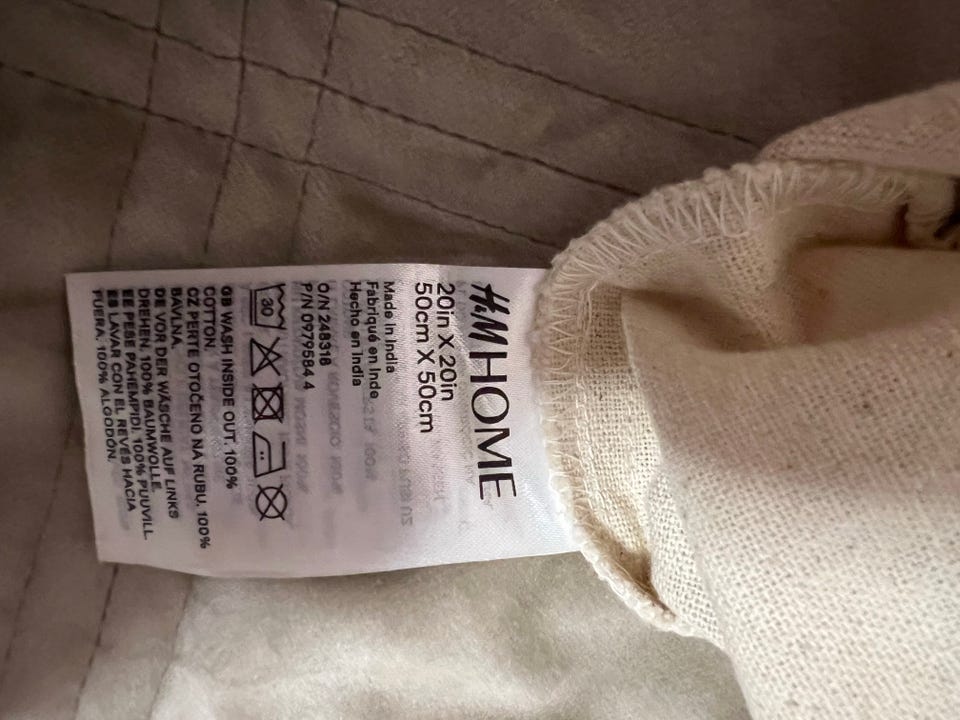 H&M HOME
20in X 20in
50cm X 50cm
Made in India
Fabriqué en Inde
Hecho en India
O/N 248318
P/N 0979584 4
30
GB WASH INSIDE OUT. 100%
COTTON.
CZ PERTE OTOČENO NA RUBU. 100%
BAVLNA.
DE VOR DER WÄSCHE AUF LINKS
DREHEN. 100% BAUMWOLLE.
EE PESE PAHEMPIDI. 100% PUUVILL.
ES LAVAR CON EL REVÉS HACIA
FUERA. 100% ALGODÓN.